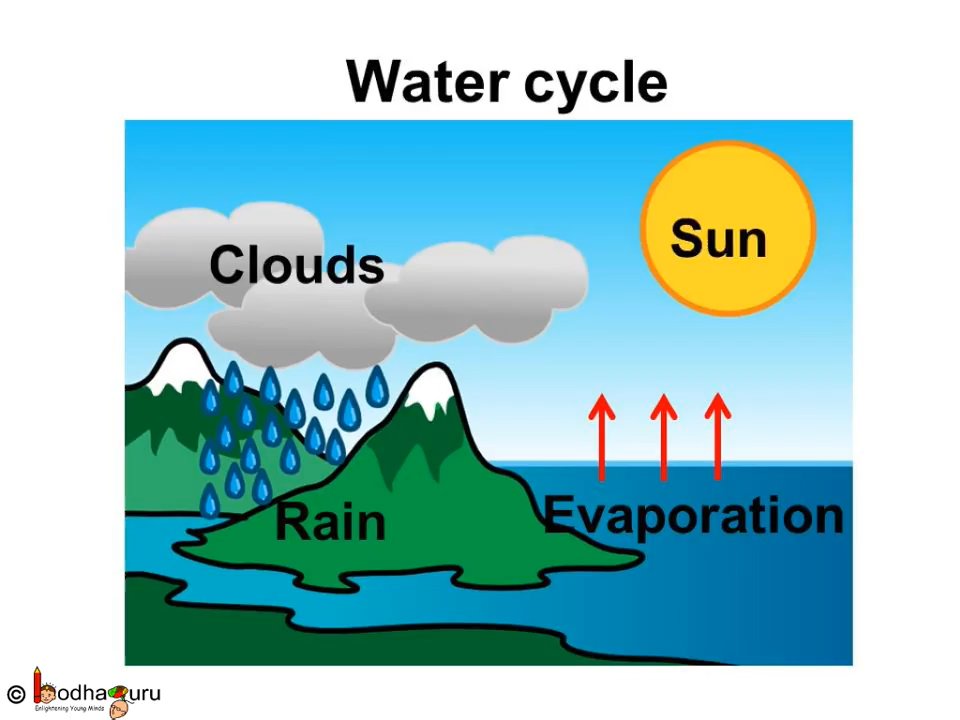 Water cycle
Sun
Clouds
Rain
Evaporation
© bodhaguru
Enlightening Young Minds